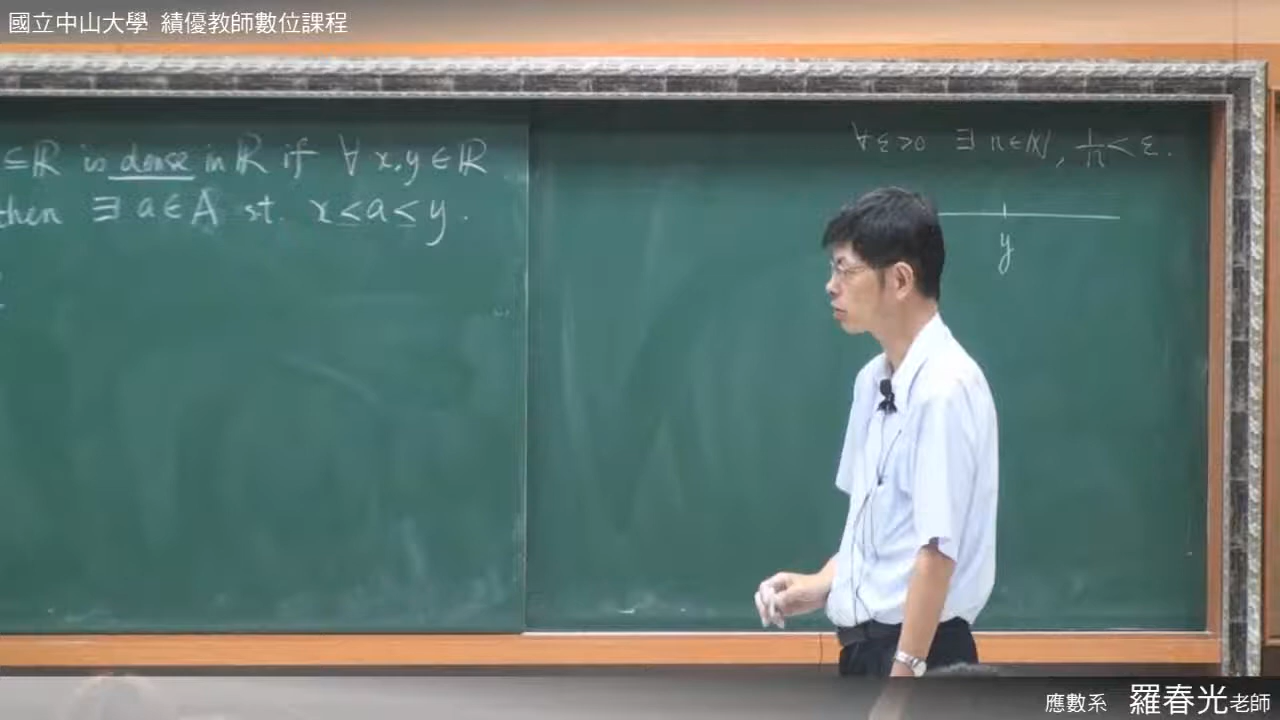 國立中山大學 績優教師數位課程
⊆ℝ is dense in ℝ if ∀ x,y∈ℝ
then ∃ a∈A st. x≤a≤y.
∀ε>0 ∃ n∈ℕ, 1/n<ε.
y
應數系 羅春光老師